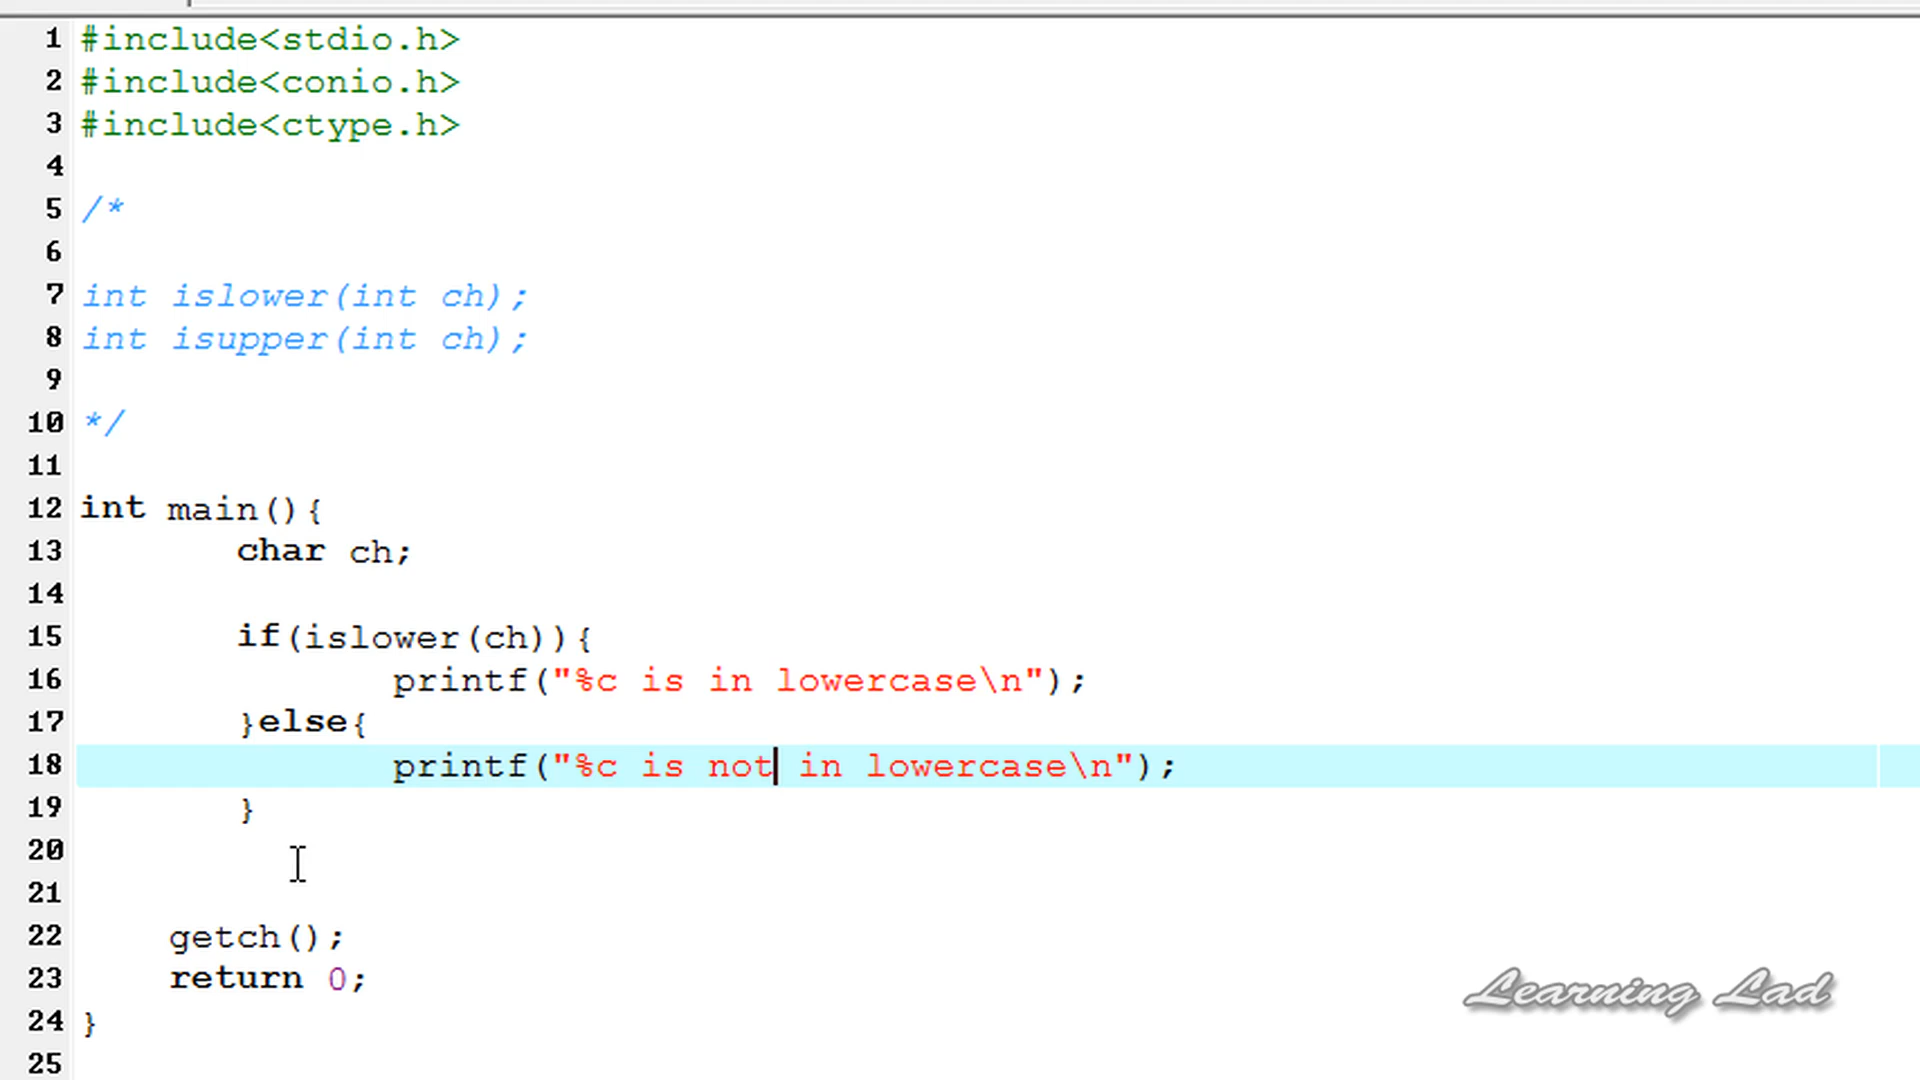 1 #include<stdio.h>
2 #include<conio.h>
3 #include<ctype.h>
4
5 /*
6
7 int islower(int ch);
8 int isupper(int ch);
9
10 */
11
12 int main(){
13 char ch;
14
15 if(islower(ch)){
16 printf("%c is in lowercase\n");
17 }else{
18 printf("%c is not in lowercase\n");
19 }
20
21
22 getch();
23 return 0;
24 }
25
Learning Lad